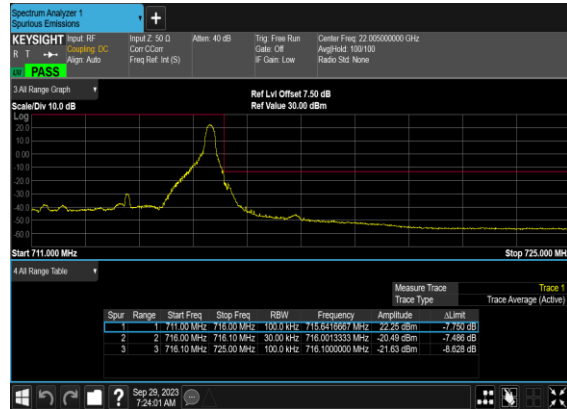 Spectrum Analyzer 1
Spurious Emissions
KEYSIGHT Input: RF Input Z: 50 Ω Atten: 40 dB Trig: Free Run Center Freq: 22.005000000 GHz
R T Coupling: DC Corr CCorr Gate: Off Avg|Hold: 100/100
Align: Auto Freq Ref: Int (S) IF Gain: Low Radio Std: None
PASS
3 All Range Graph
Ref Lvl Offset 7.50 dB
Scale/Div 10.0 dB Ref Value 30.00 dBm
Log
20.0
10.0
0.00
-10.0
-20.0
-30.0
-40.0
-50.0
-60.0
Start 711.000 MHz Stop 725.000 MH
4 All Range Table
Measure Trace Trace 1
Trace Type Trace Average (Active)
Spur Range Start Freq Stop Freq RBW Frequency Amplitude ΔLimit
1 1 711.00 MHz 716.00 MHz 100.0 kHz 715.6416667 MHz 22.25 dBm -7.750 dB
2 2 716.00 MHz 716.10 MHz 30.00 kHz 716.0013333 MHz -20.49 dBm -7.486 dB
3 3 716.10 MHz 725.00 MHz 100.0 kHz 716.1000000 MHz -21.63 dBm -8.628 dB
? Sep 29, 2023
7:24:01 AM